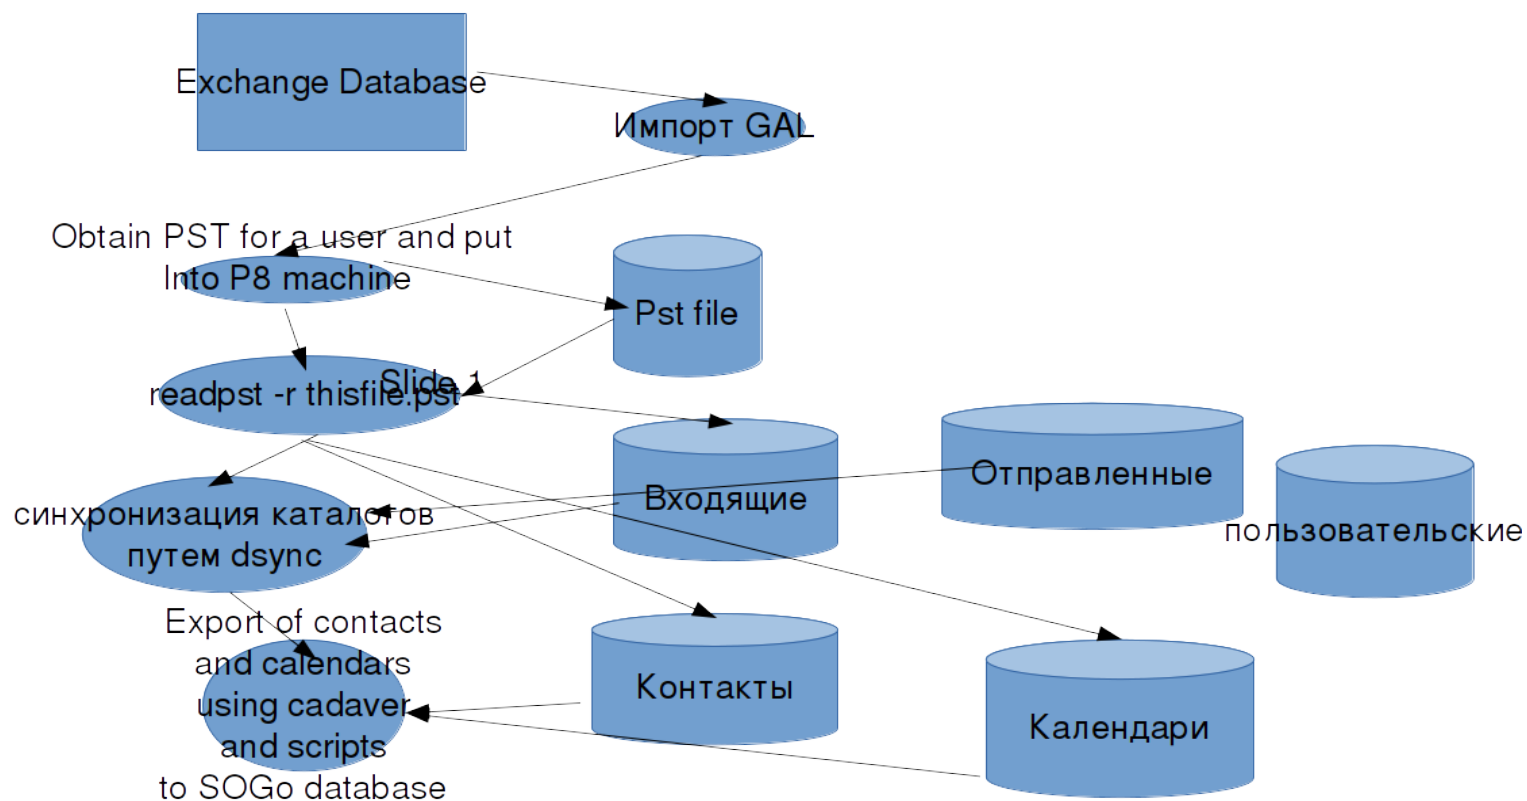 Exchange Database
Импорт GAL
Obtain PST for a user and put
Into P8 machine
Pst file
Slide 1
readpst -r thisfile.pst
Входящие
Отправленные
пользовательские
синхронизация каталогов
путем dsync
Export of contacts
and calendars
using cadaver
and scripts
to SOGo database
Контакты
Календари